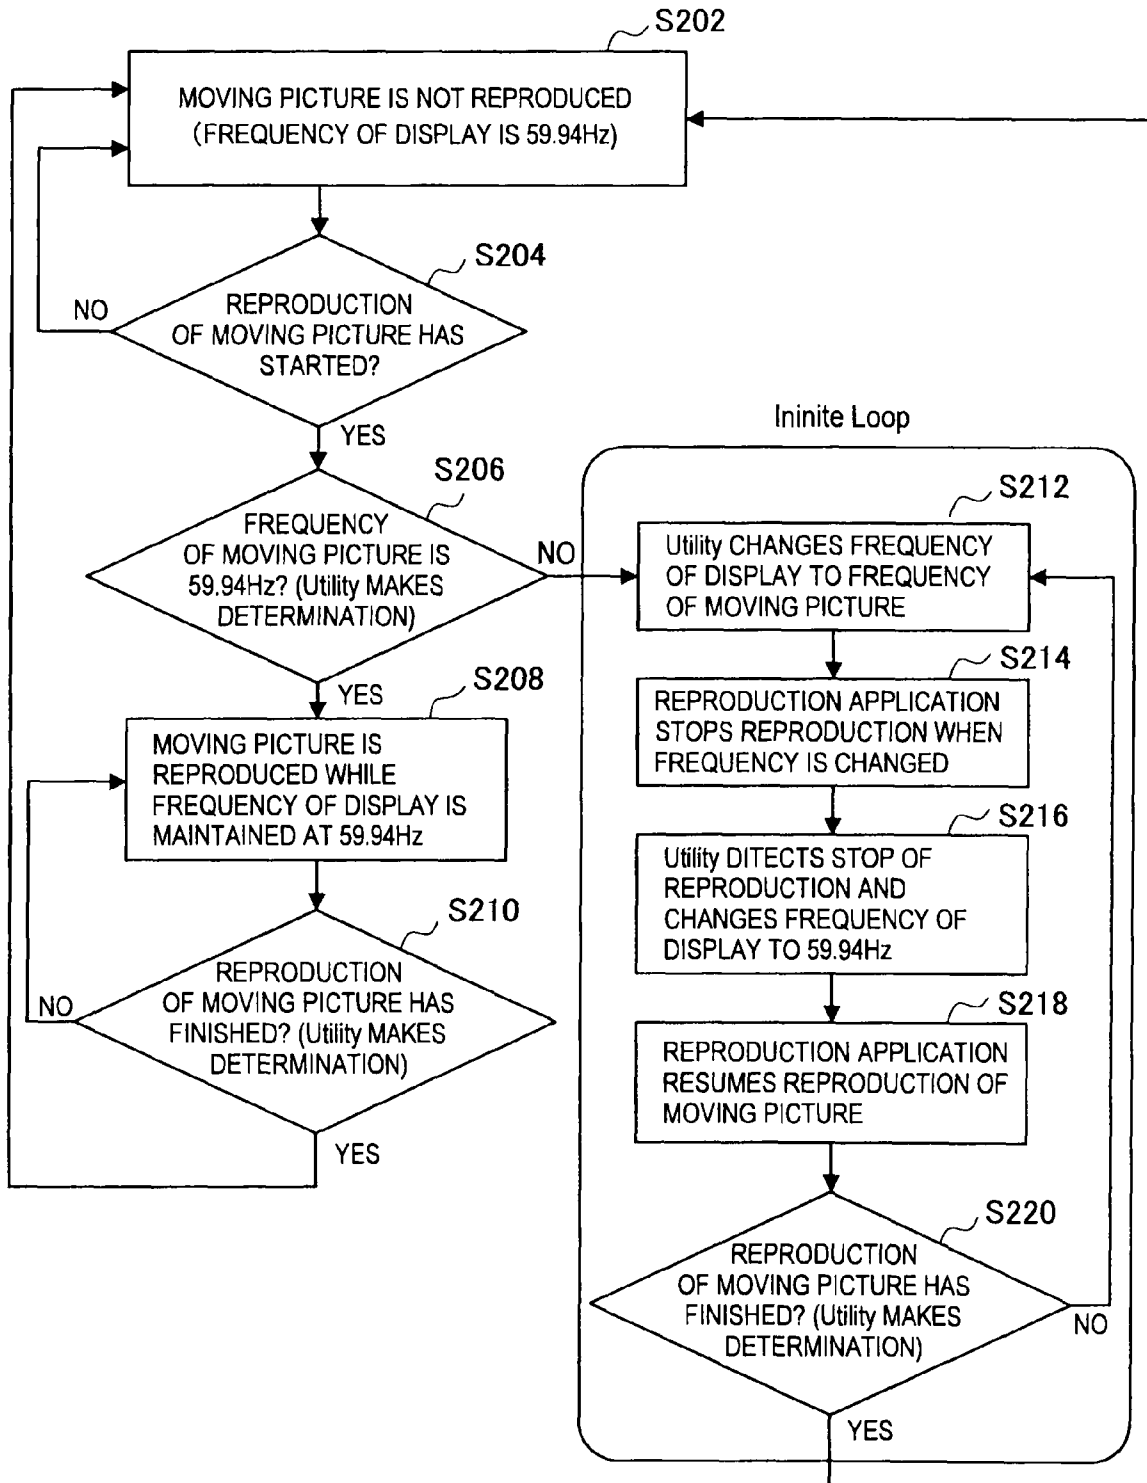 S202
MOVING PICTURE IS NOT REPRODUCED
(FREQUENCY OF DISPLAY IS 59.94Hz)
S204
REPRODUCTION
OF MOVING PICTURE HAS
STARTED?
NO
YES
S206
FREQUENCY
OF MOVING PICTURE IS
59.94Hz? (Utility MAKES
DETERMINATION)
NO
YES
S208
MOVING PICTURE IS
REPRODUCED WHILE
FREQUENCY OF DISPLAY IS
MAINTAINED AT 59.94Hz
S210
REPRODUCTION
OF MOVING PICTURE HAS
FINISHED? (Utility MAKES
DETERMINATION)
NO
YES
Ininite Loop
S212
Utility CHANGES FREQUENCY
OF DISPLAY TO FREQUENCY
OF MOVING PICTURE
S214
REPRODUCTION APPLICATION
STOPS REPRODUCTION WHEN
FREQUENCY IS CHANGED
S216
Utility DITECTS STOP OF
REPRODUCTION AND
CHANGES FREQUENCY OF
DISPLAY TO 59.94Hz
S218
REPRODUCTION APPLICATION
RESUMES REPRODUCTION OF
MOVING PICTURE
S220
REPRODUCTION
OF MOVING PICTURE HAS
FINISHED? (Utility MAKES
DETERMINATION)
NO
YES